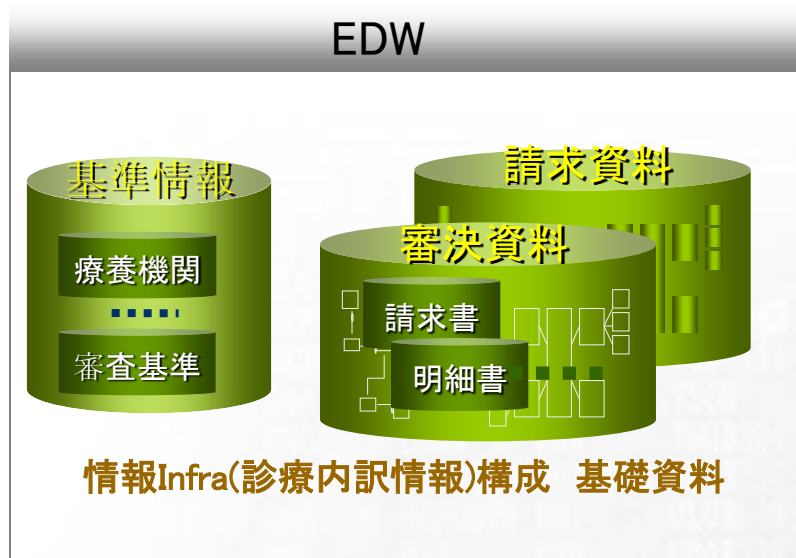 EDW
基準情報
療養機関
審査基準
請求資料
審決資料
請求書
明細書
情報Infra(診療内訳情報)構成　基礎資料